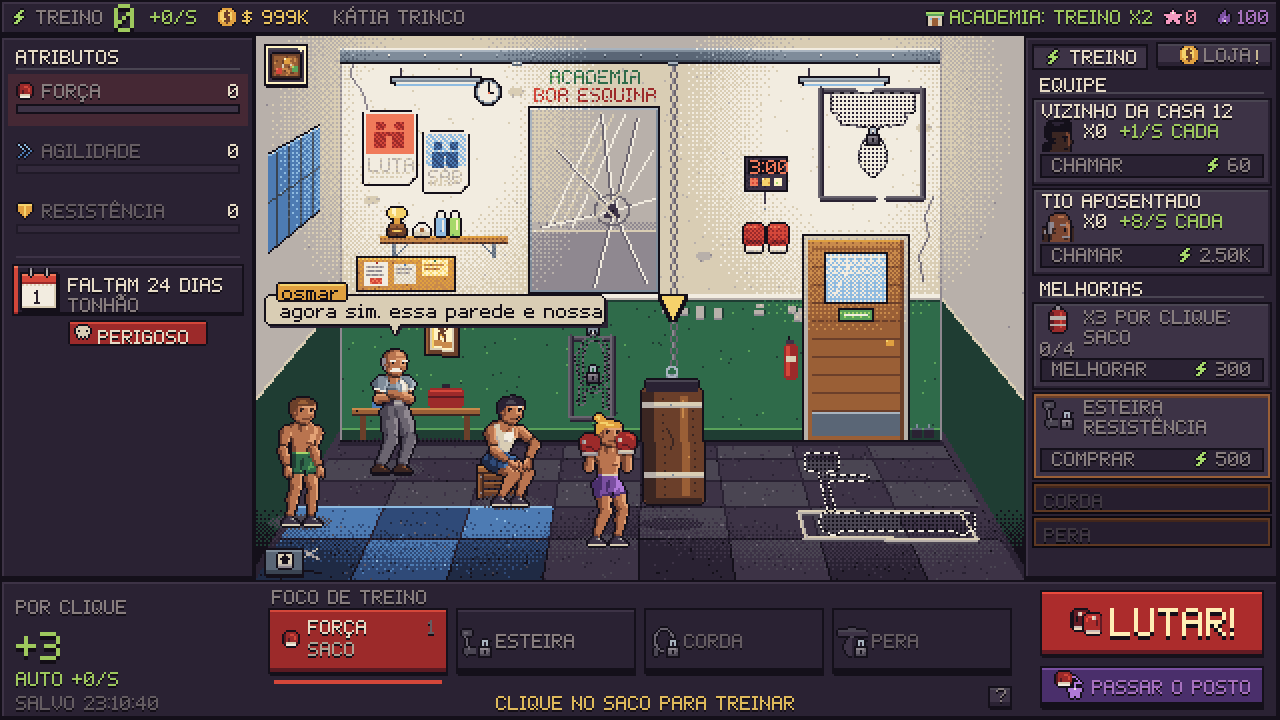 TREINO 0 +0/S $ 999K KÁTIA TRINCO ACADEMIA: TREINO X2 0 100
ATRIBUTOS
FORÇA 0
AGILIDADE 0
RESISTÊNCIA 0
1 FALTAM 24 DIAS
TONHÃO
PERIGOSO
ACADEMIA
BOA ESQUINA
LUTA
SAB
3:00
osmar
agora sim. essa parede e nossa
TREINO LOJA!
EQUIPE
VIZINHO DA CASA 12
X0 +1/S CADA
CHAMAR 60
TIO APOSENTADO
X0 +8/S CADA
CHAMAR 2.50K
MELHORIAS
X3 POR CLIQUE:
SACO
0/4
MELHORAR 300
ESTEIRA
RESISTÊNCIA
COMPRAR 500
CORDA
PERA
POR CLIQUE
+3
AUTO +0/S
SALVO 23:10:40
FOCO DE TREINO
FORÇA 1
SACO
ESTEIRA
CORDA
PERA
CLIQUE NO SACO PARA TREINAR
?
LUTAR!
PASSAR O POSTO